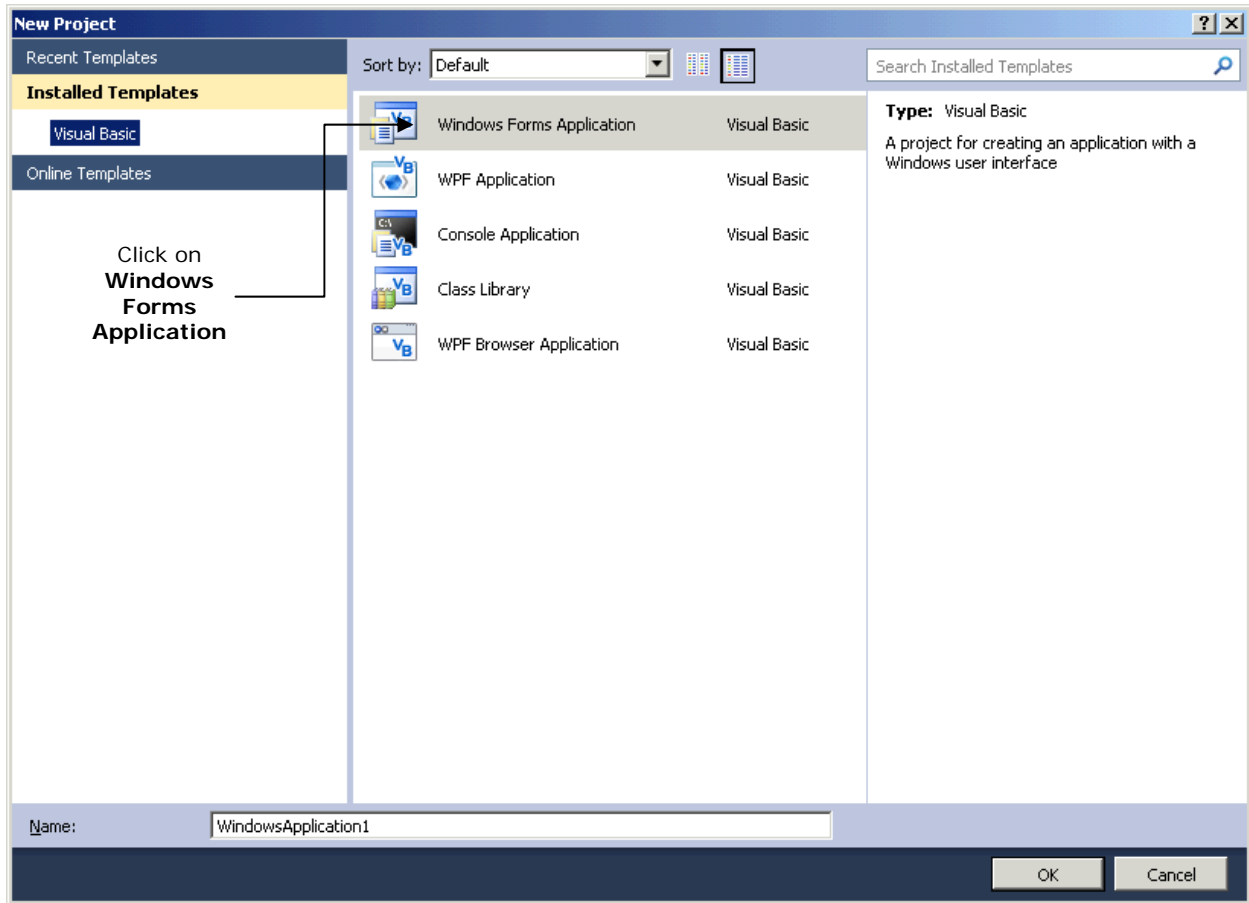 New Project
Recent Templates
Installed Templates
Visual Basic
Online Templates
Click on
Windows
Forms
Application
Sort by: Default
Windows Forms Application Visual Basic
WPF Application Visual Basic
Console Application Visual Basic
Class Library Visual Basic
WPF Browser Application Visual Basic
Search Installed Templates
Type: Visual Basic
A project for creating an application with a
Windows user interface
Name: WindowsApplication1
OK Cancel